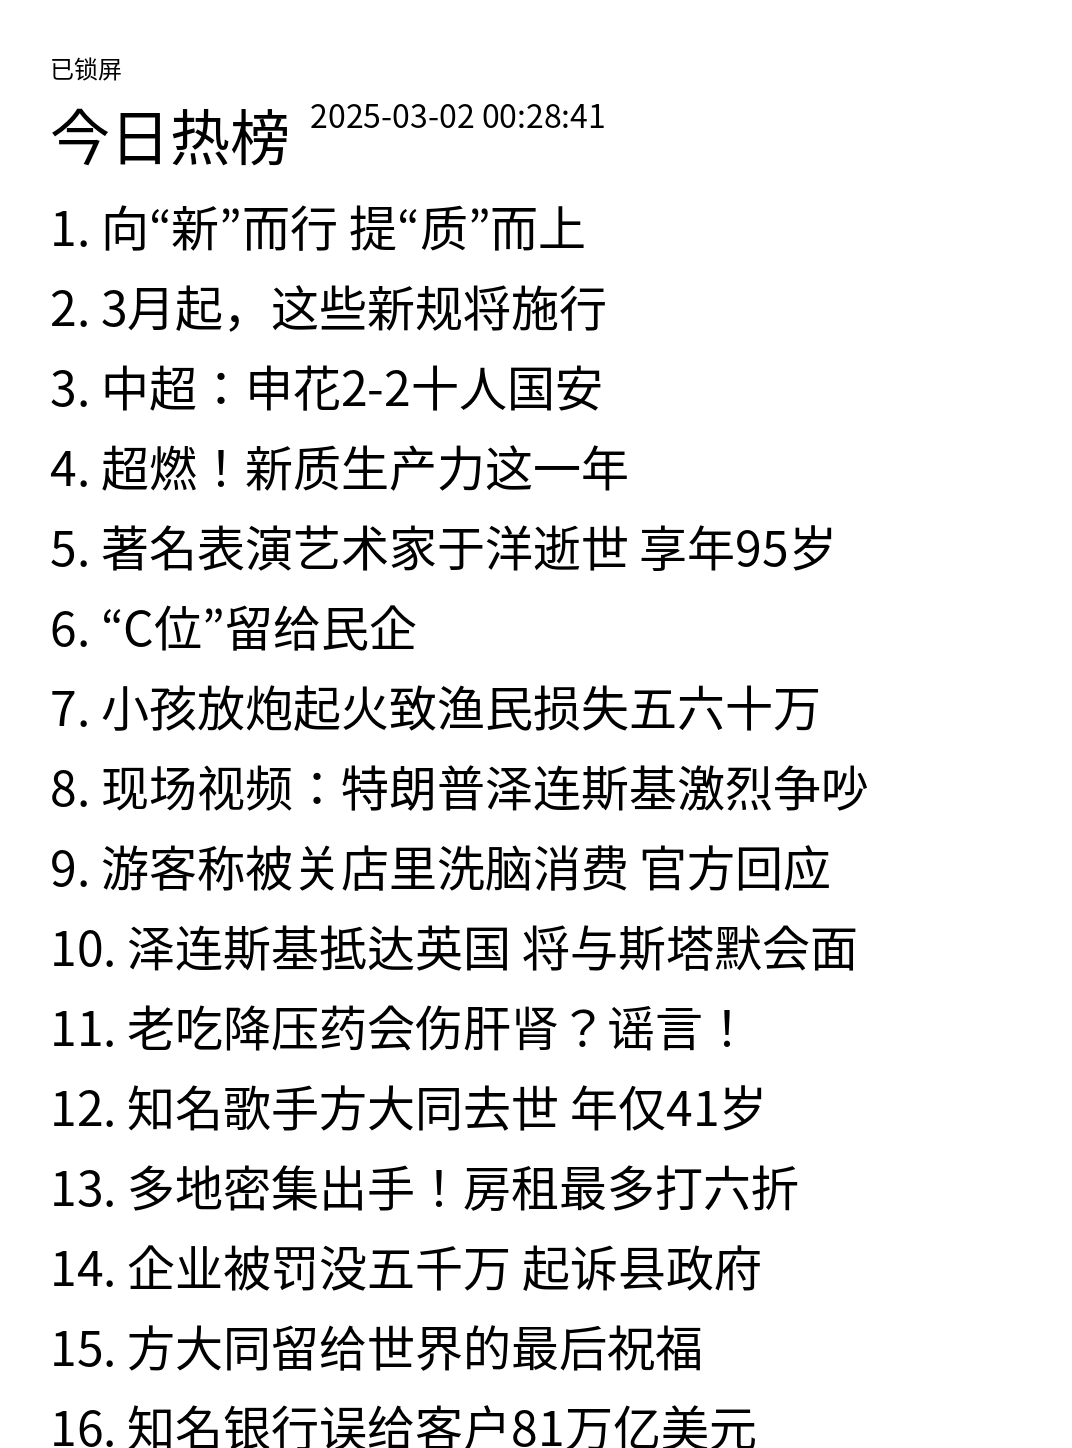 已锁屏
今日热榜 2025-03-02 00:28:41
1. 向“新”而行 提“质”而上
2. 3月起，这些新规将施行
3. 中超：申花2-2十人国安
4. 超燃！新质生产力这一年
5. 著名表演艺术家于洋逝世 享年95岁
6. “C位”留给民企
7. 小孩放炮起火致渔民损失五六十万
8. 现场视频：特朗普泽连斯基激烈争吵
9. 游客称被关店里洗脑消费 官方回应
10. 泽连斯基抵达英国 将与斯塔默会面
11. 老吃降压药会伤肝肾？谣言！
12. 知名歌手方大同去世 年仅41岁
13. 多地密集出手！房租最多打六折
14. 企业被罚没五千万 起诉县政府
15. 方大同留给世界的最后祝福
16. 知名银行误给客户81万亿美元